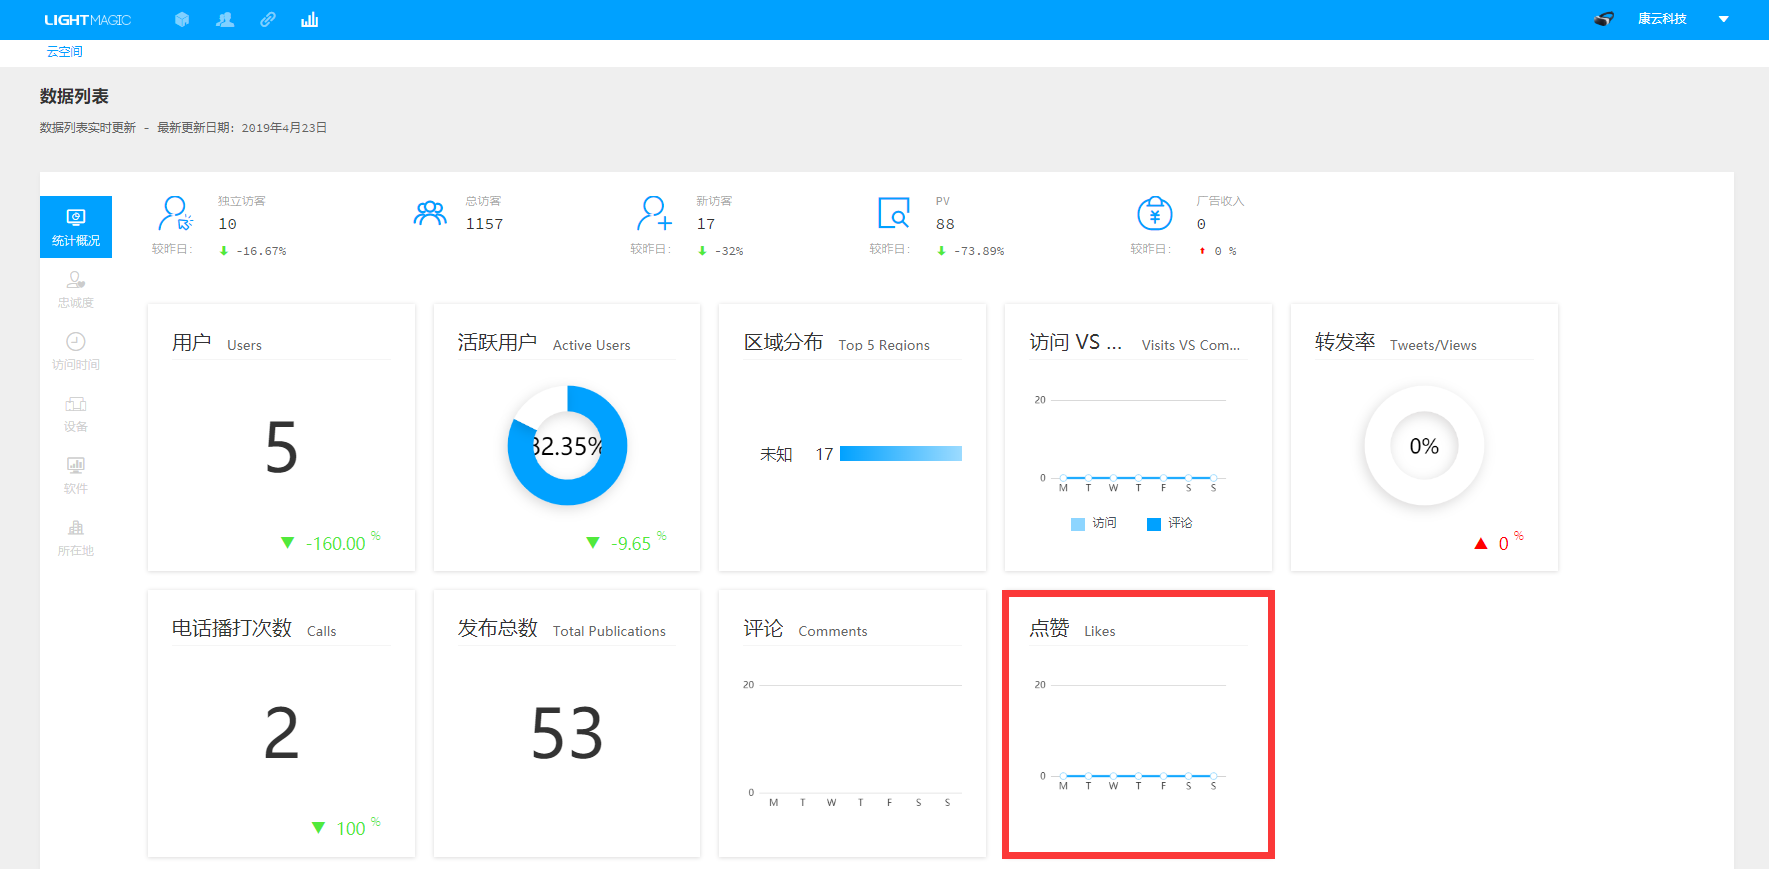 LIGHTMAGIC
康云科技
云空间
数据列表
数据列表实时更新 - 最新更新日期: 2019年4月23日
统计概况
忠诚度
访问时间
设备
软件
所在地
独立访客
10
较昨日: -16.67%
总访客
1157
新访客
17
较昨日: -32%
PV
88
较昨日: -73.89%
广告收入
0
较昨日: 0 %
用户 Users
5
-160.00 %
活跃用户 Active Users
82.35%
-9.65 %
区域分布 Top 5 Regions
未知 17
访问 VS ... Visits VS Com...
20
0
M T W T F S S
访问 评论
转发率 Tweets/Views
0%
0 %
电话播打次数 Calls
2
100 %
发布总数 Total Publications
53
评论 Comments
20
0
M T W T F S S
点赞 Likes
20
0
M T W T F S S